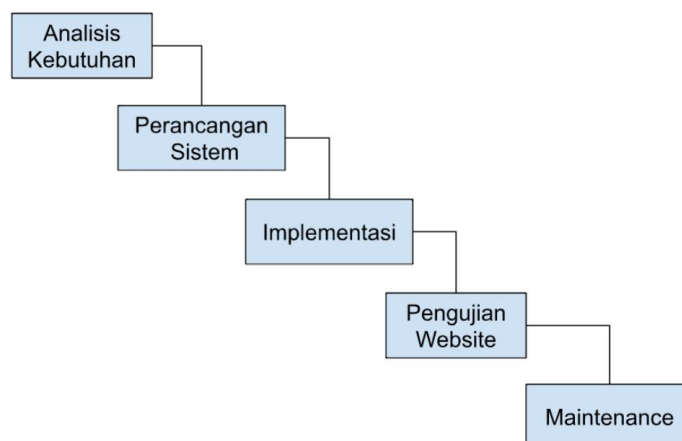 Analisis
Kebutuhan
Perancangan
Sistem
Implementasi
Pengujian
Website
Maintenance